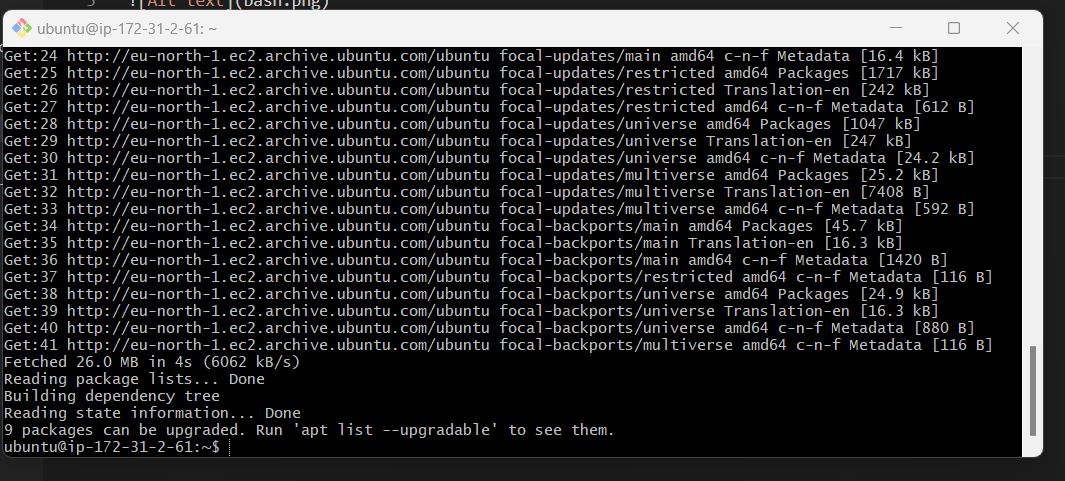 5 ![Alt text](bash.png)
ubuntu@ip-172-31-2-61: ~
Get:24 http://eu-north-1.ec2.archive.ubuntu.com/ubuntu focal-updates/main amd64 c-n-f Metadata [16.4 kB]
Get:25 http://eu-north-1.ec2.archive.ubuntu.com/ubuntu focal-updates/restricted amd64 Packages [1717 kB]
Get:26 http://eu-north-1.ec2.archive.ubuntu.com/ubuntu focal-updates/restricted Translation-en [242 kB]
Get:27 http://eu-north-1.ec2.archive.ubuntu.com/ubuntu focal-updates/restricted amd64 c-n-f Metadata [612 B]
Get:28 http://eu-north-1.ec2.archive.ubuntu.com/ubuntu focal-updates/universe amd64 Packages [1047 kB]
Get:29 http://eu-north-1.ec2.archive.ubuntu.com/ubuntu focal-updates/universe Translation-en [247 kB]
Get:30 http://eu-north-1.ec2.archive.ubuntu.com/ubuntu focal-updates/universe amd64 c-n-f Metadata [24.2 kB]
Get:31 http://eu-north-1.ec2.archive.ubuntu.com/ubuntu focal-updates/multiverse amd64 Packages [25.2 kB]
Get:32 http://eu-north-1.ec2.archive.ubuntu.com/ubuntu focal-updates/multiverse Translation-en [7408 B]
Get:33 http://eu-north-1.ec2.archive.ubuntu.com/ubuntu focal-updates/multiverse amd64 c-n-f Metadata [592 B]
Get:34 http://eu-north-1.ec2.archive.ubuntu.com/ubuntu focal-backports/main amd64 Packages [45.7 kB]
Get:35 http://eu-north-1.ec2.archive.ubuntu.com/ubuntu focal-backports/main Translation-en [16.3 kB]
Get:36 http://eu-north-1.ec2.archive.ubuntu.com/ubuntu focal-backports/main amd64 c-n-f Metadata [1420 B]
Get:37 http://eu-north-1.ec2.archive.ubuntu.com/ubuntu focal-backports/restricted amd64 c-n-f Metadata [116 B]
Get:38 http://eu-north-1.ec2.archive.ubuntu.com/ubuntu focal-backports/universe amd64 Packages [24.9 kB]
Get:39 http://eu-north-1.ec2.archive.ubuntu.com/ubuntu focal-backports/universe Translation-en [16.3 kB]
Get:40 http://eu-north-1.ec2.archive.ubuntu.com/ubuntu focal-backports/universe amd64 c-n-f Metadata [880 B]
Get:41 http://eu-north-1.ec2.archive.ubuntu.com/ubuntu focal-backports/multiverse amd64 c-n-f Metadata [116 B]
Fetched 26.0 MB in 4s (6062 kB/s)
Reading package lists... Done
Building dependency tree
Reading state information... Done
9 packages can be upgraded. Run 'apt list --upgradable' to see them.
ubuntu@ip-172-31-2-61:~$